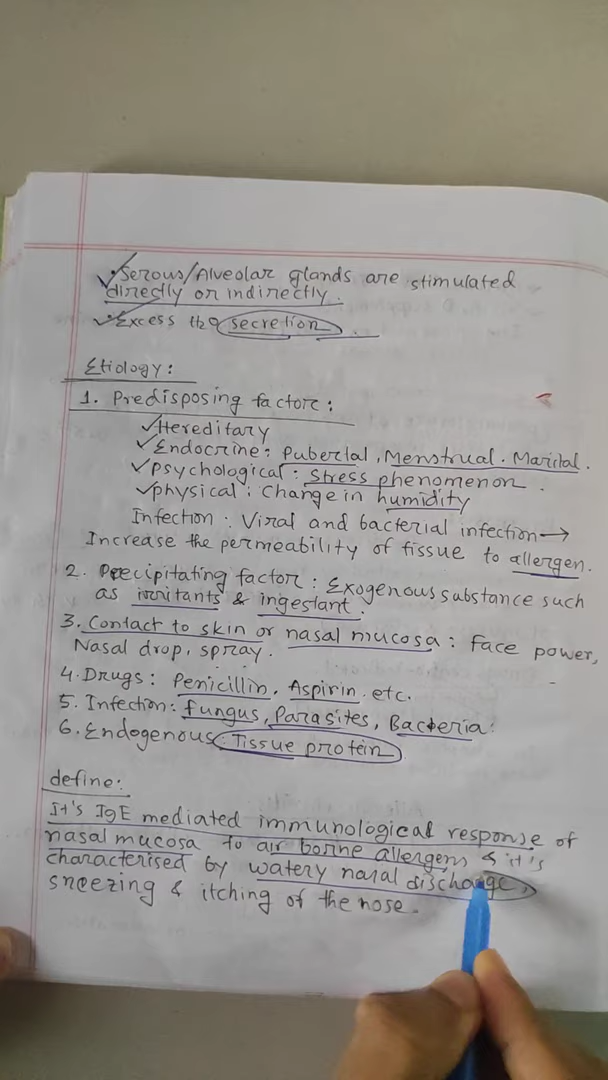 Serous/Alveolar glands are stimulated
directly or indirectly.
Excess H2O secretion
Etiology:
1. Predisposing factor:
Hereditary
Endocrine: Pubertal, Menstrual. Marital.
Psychological: Stress phenomenon.
physical: Change in humidity
Infection: Viral and bacterial infection→
Increase the permeability of tissue to allergen.
2. Precipitating factor: Exogenous substance such
as irritants & ingestant.
3. Contact to skin or nasal mucosa: Face power,
Nasal drop, spray.
4. Drugs: Penicillin, Aspirin etc.
5. Infection: fungus, Parasites, Bacteria.
6. Endogenous: Tissue protein
define:
It's IgE mediated immunological response of
nasal mucosa to air borne allergens & it's
characterised by watery nasal discharge,
sneezing & itching of the nose.